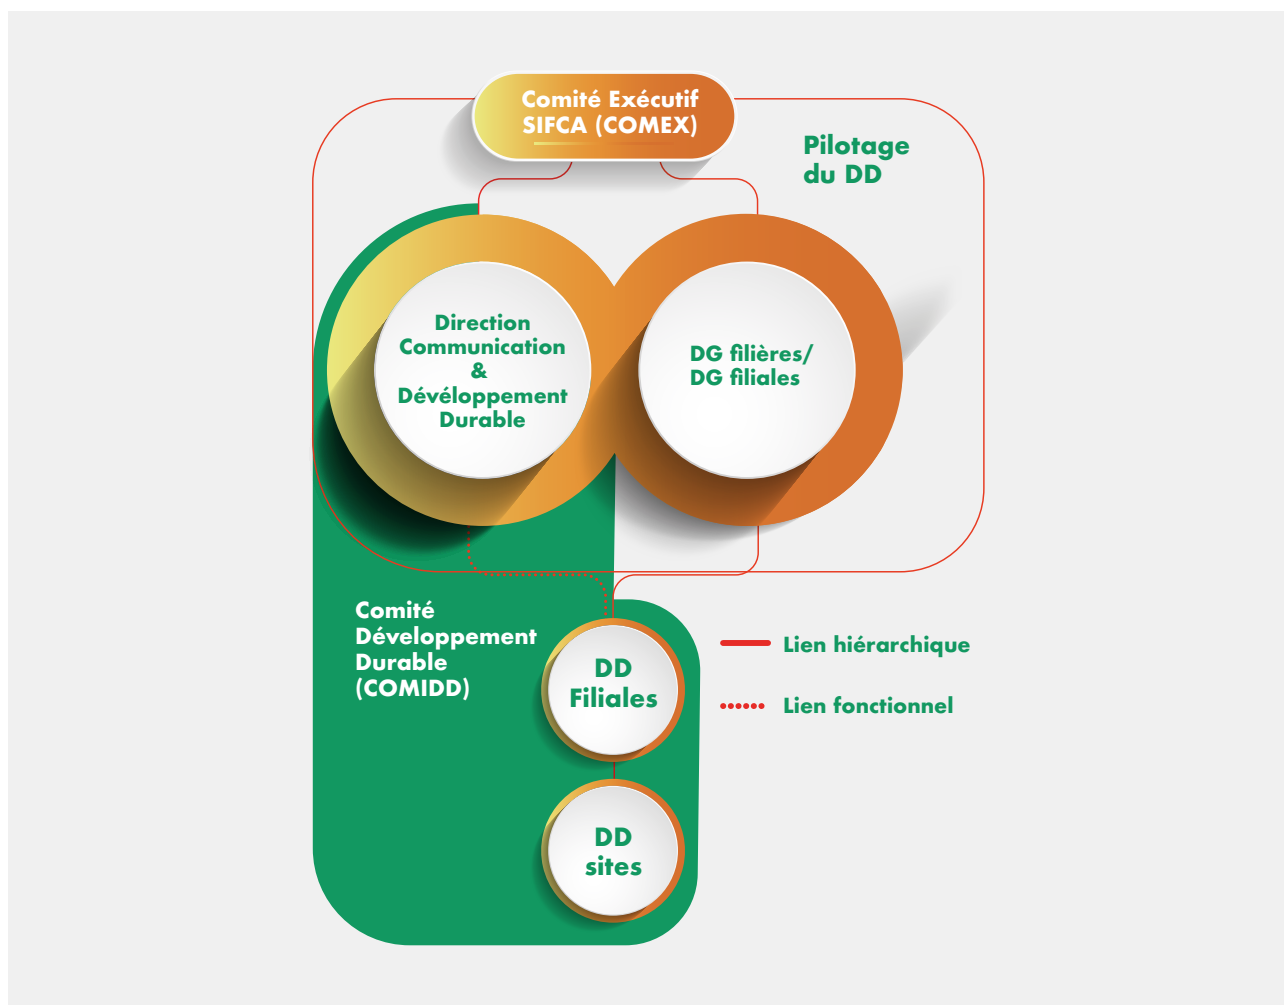 Comité Exécutif
SIFCA (COMEX)
Pilotage
du DD
Direction
Communication
&
Dévéloppement
Durable
DG filières/
DG filiales
Comité
Développement
Durable
(COMIDD)
DD
Filiales
Lien hiérarchique
Lien fonctionnel
DD
sites